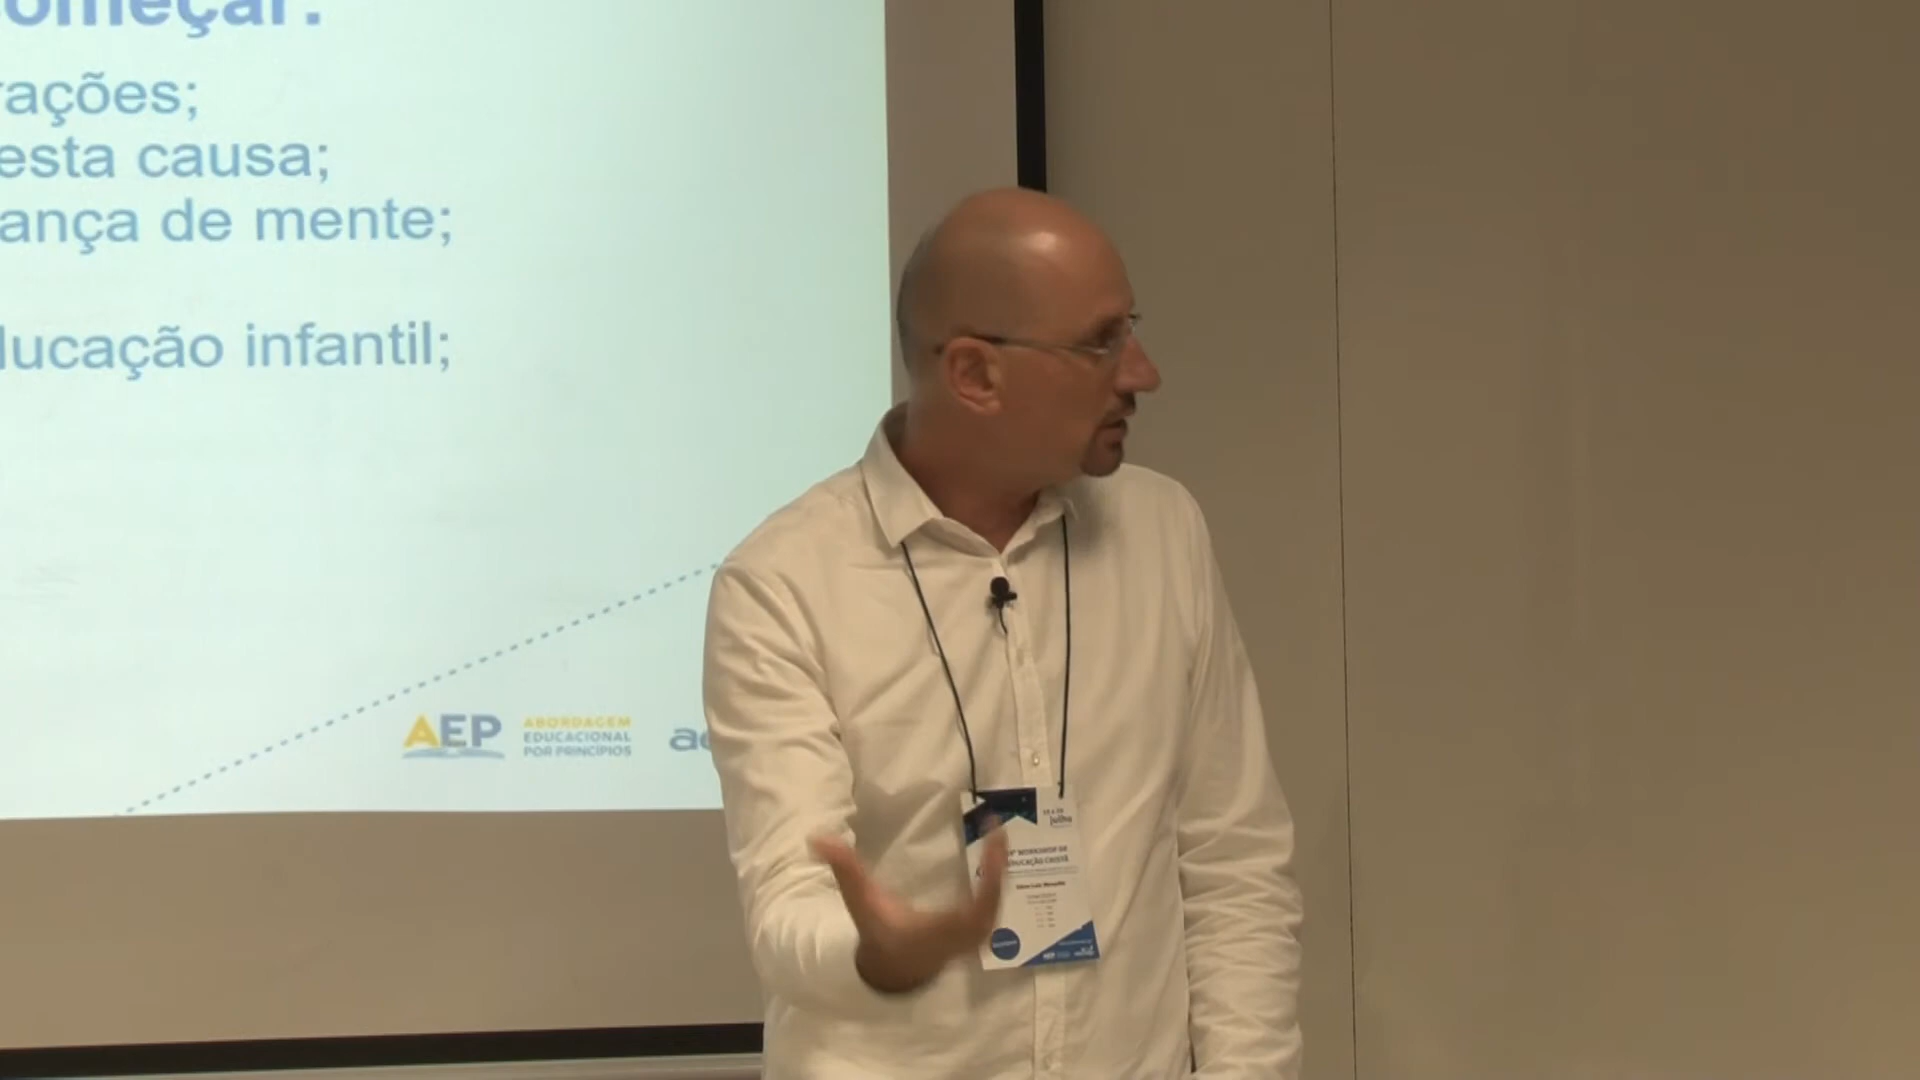 omeçar:
rações;
esta causa;
ança de mente;
ducação infantil;
AEP
ABORDAGEM
EDUCACIONAL
POR PRINCÍPIOS
ae
julho
WORKSHOP DE
EDUCAÇÃO CRISTÃ